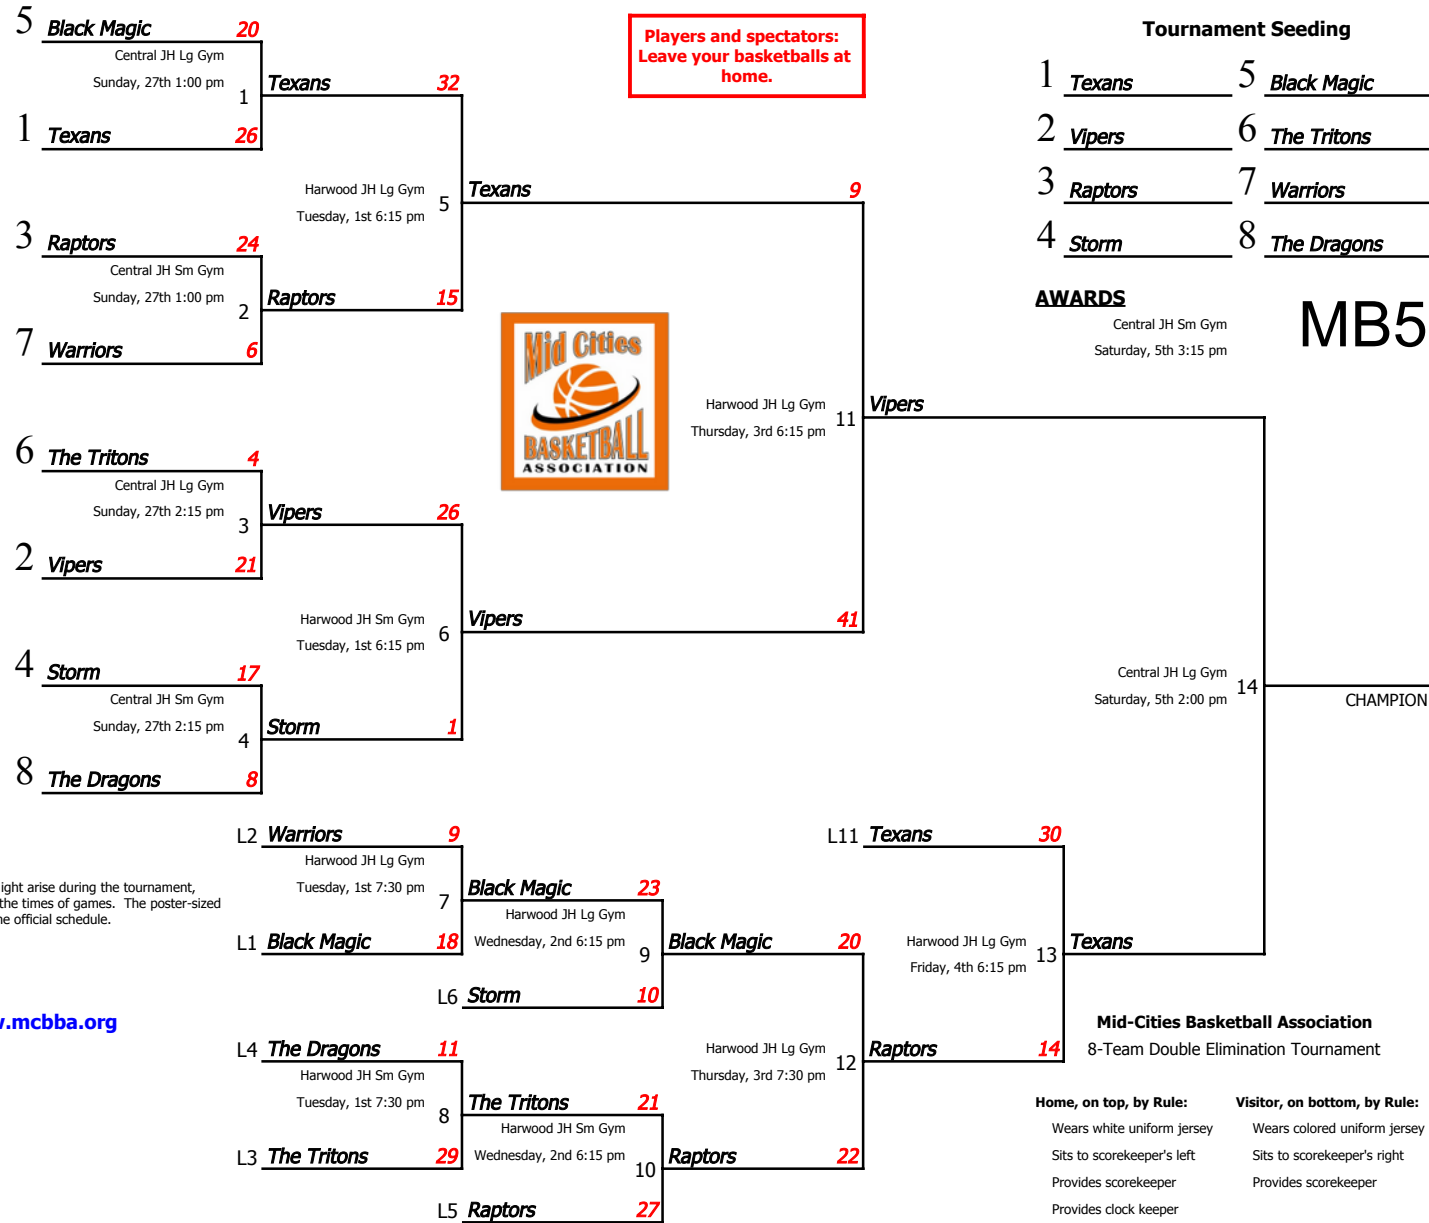 5 Black Magic 20
Central JH Lg Gym
Sunday, 27th 1:00 pm
1
Texans 32
1 Texans 26
Harwood JH Lg Gym
Tuesday, 1st 6:15 pm
5
Texans 9
3 Raptors 24
Central JH Sm Gym
Sunday, 27th 1:00 pm
2
Raptors 15
7 Warriors 6
Players and spectators:
Leave your basketballs at
home.
Tournament Seeding
1 Texans 5 Black Magic
2 Vipers 6 The Tritons
3 Raptors 7 Warriors
4 Storm 8 The Dragons
AWARDS
Central JH Sm Gym
Saturday, 5th 3:15 pm
MB5
Mid Cities
BASKETBALL
ASSOCIATION
Harwood JH Lg Gym
Thursday, 3rd 6:15 pm
11
Vipers
6 The Tritons 4
Central JH Lg Gym
Sunday, 27th 2:15 pm
3
Vipers 26
2 Vipers 21
Harwood JH Sm Gym
Tuesday, 1st 6:15 pm
6
Vipers 41
4 Storm 17
Central JH Sm Gym
Sunday, 27th 2:15 pm
4
Storm 1
8 The Dragons 8
Central JH Lg Gym
Saturday, 5th 2:00 pm
14
CHAMPION
L2 Warriors 9
Harwood JH Lg Gym
Tuesday, 1st 7:30 pm
7
Black Magic 23
L1 Black Magic 18
Harwood JH Lg Gym
Wednesday, 2nd 6:15 pm
9
Black Magic 20
L6 Storm 10
L11 Texans 30
Harwood JH Lg Gym
Friday, 4th 6:15 pm
13
Texans
ight arise during the tournament,
the times of games. The poster-sized
ne official schedule.
.mcbba.org
L4 The Dragons 11
Harwood JH Sm Gym
Tuesday, 1st 7:30 pm
8
The Tritons 21
L3 The Tritons 29
Harwood JH Sm Gym
Wednesday, 2nd 6:15 pm
10
Raptors 22
L5 Raptors 27
Harwood JH Lg Gym
Thursday, 3rd 7:30 pm
12
Raptors 14
Mid-Cities Basketball Association
8-Team Double Elimination Tournament
Home, on top, by Rule:
Wears white uniform jersey
Sits to scorekeeper's left
Provides scorekeeper
Provides clock keeper
Visitor, on bottom, by Rule:
Wears colored uniform jersey
Sits to scorekeeper's right
Provides scorekeeper